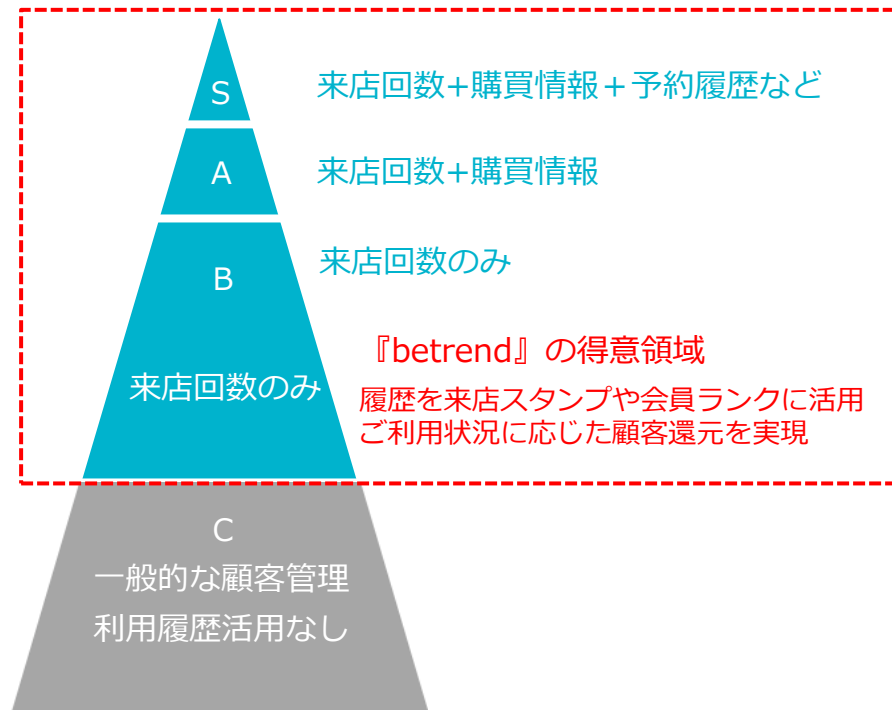 S
来店回数+購買情報＋予約履歴など
A
来店回数+購買情報
B
来店回数のみ
来店回数のみ
『betrend』の得意領域
履歴を来店スタンプや会員ランクに活用
ご利用状況に応じた顧客還元を実現
C
一般的な顧客管理
利用履歴活用なし